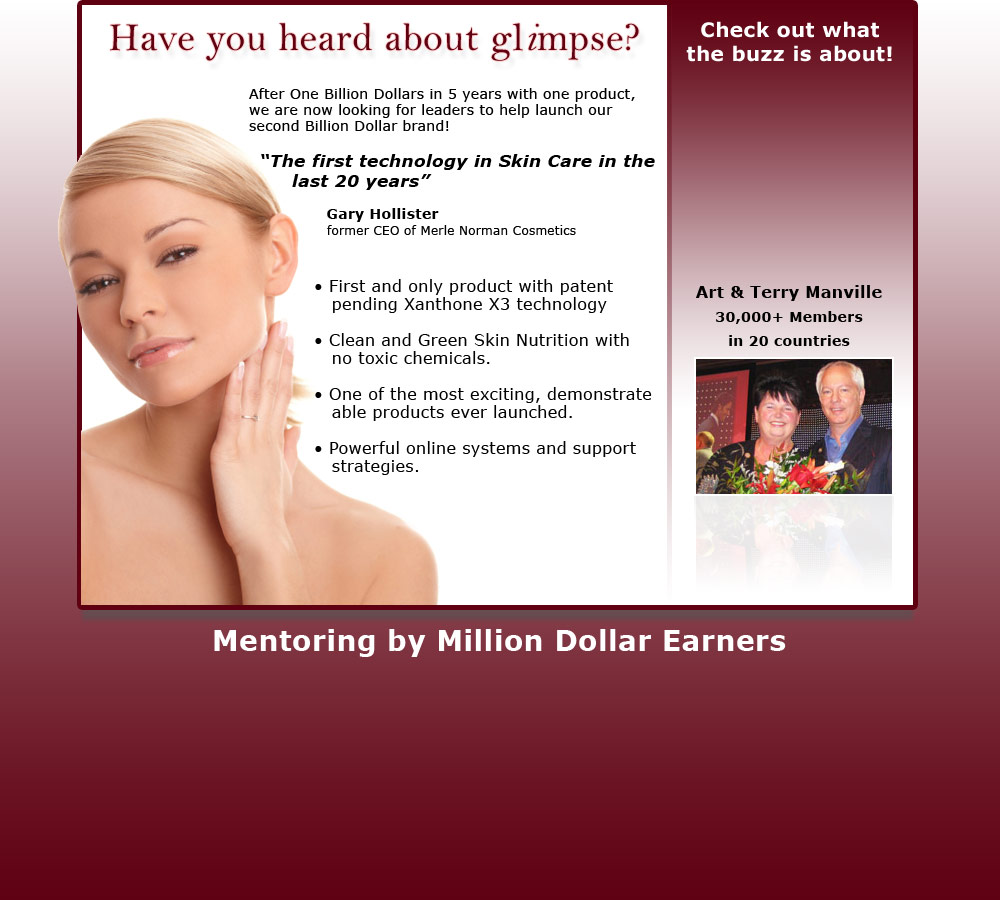 Have you heard about glimpse?
After One Billion Dollars in 5 years with one product,
we are now looking for leaders to help launch our
second Billion Dollar brand!
“The first technology in Skin Care in the
last 20 years”
Gary Hollister
former CEO of Merle Norman Cosmetics
• First and only product with patent
pending Xanthone X3 technology
• Clean and Green Skin Nutrition with
no toxic chemicals.
• One of the most exciting, demonstrate
able products ever launched.
• Powerful online systems and support
strategies.
Check out what
the buzz is about!
Art & Terry Manville
30,000+ Members
in 20 countries
Mentoring by Million Dollar Earners